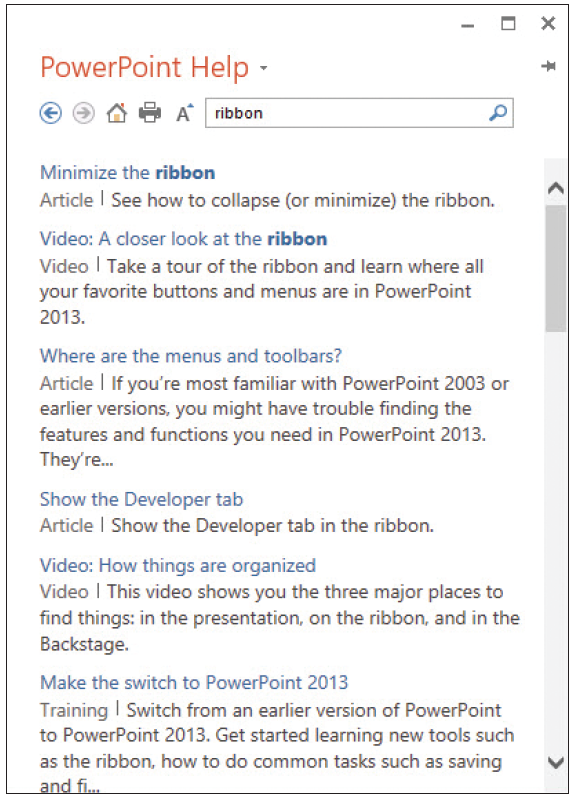 PowerPoint Help
ribbon
Minimize the ribbon
Article | See how to collapse (or minimize) the ribbon.
Video: A closer look at the ribbon
Video | Take a tour of the ribbon and learn where all
your favorite buttons and menus are in PowerPoint
2013.
Where are the menus and toolbars?
Article | If you're most familiar with PowerPoint 2003 or
earlier versions, you might have trouble finding the
features and functions you need in PowerPoint 2013.
They're...
Show the Developer tab
Article | Show the Developer tab in the ribbon.
Video: How things are organized
Video | This video shows you the three major places to
find things: in the presentation, on the ribbon, and in the
Backstage.
Make the switch to PowerPoint 2013
Training | Switch from an earlier version of PowerPoint
to PowerPoint 2013. Get started learning new tools such
as the ribbon, how to do common tasks such as saving
and fi...